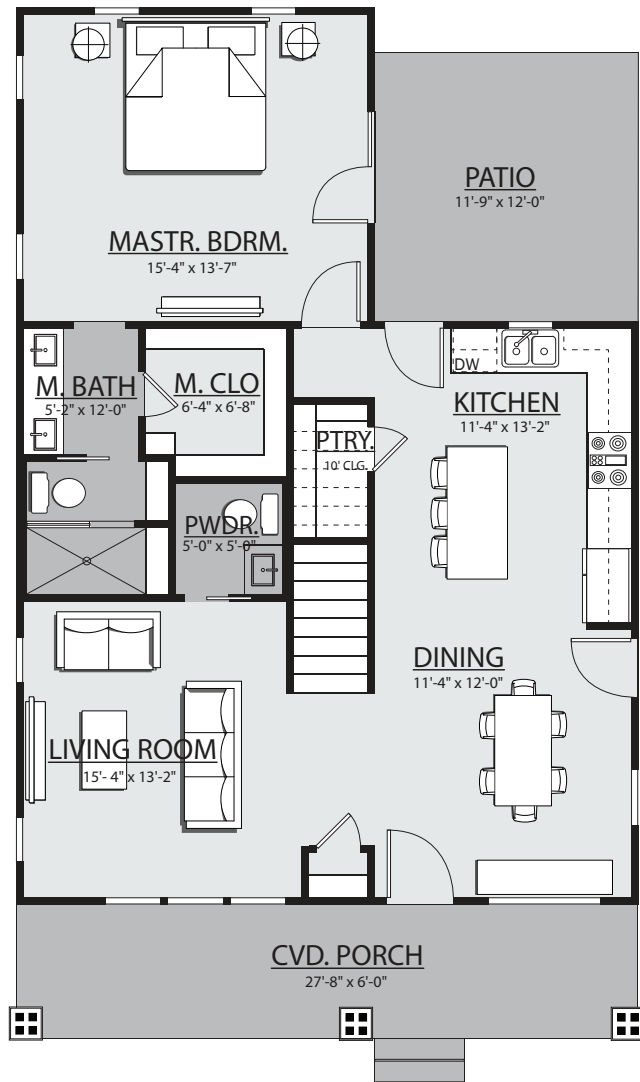 PATIO
11'-9" x 12'-0"
MASTR. BDRM.
15'-4" x 13'-7"
DW
M. BATH
5'-2" x 12'-0"
M. CLO
6'-4" x 6'-8"
KITCHEN
11'-4" x 13'-2"
PTRY.
10' CLG.
PWDR.
5'-0" x 5'-0"
DINING
11'-4" x 12'-0"
LIVING ROOM
15'- 4" x 13'-2"
CVD. PORCH
27'-8" x 6'-0"